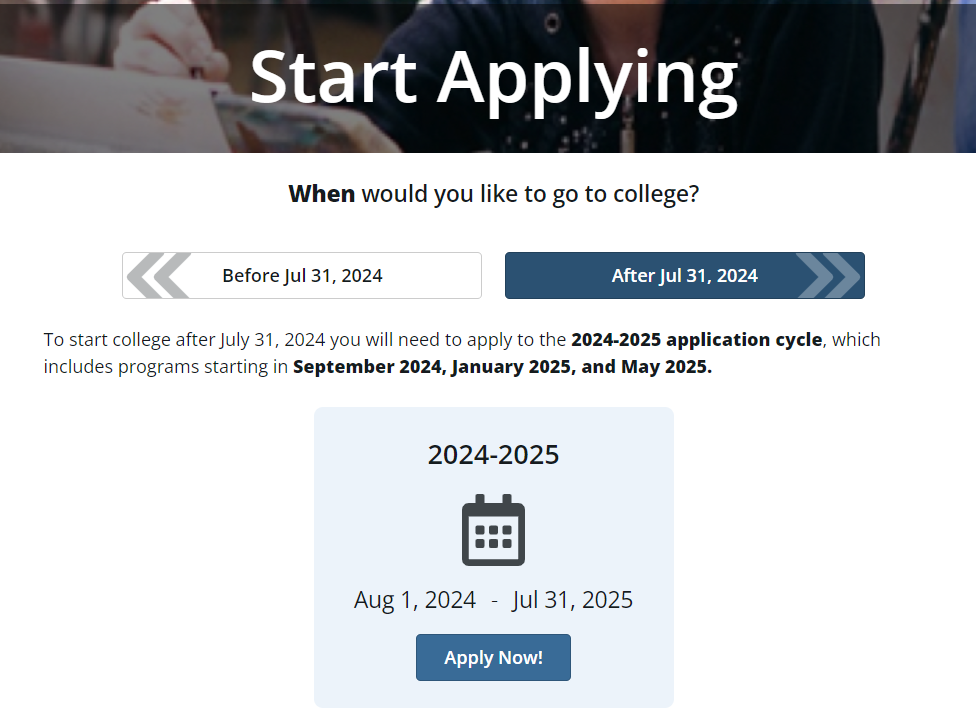 Start Applying
When would you like to go to college?
Before Jul 31, 2024
After Jul 31, 2024
To start college after July 31, 2024 you will need to apply to the 2024-2025 application cycle, which
includes programs starting in September 2024, January 2025, and May 2025.
2024-2025
Aug 1, 2024 - Jul 31, 2025
Apply Now!